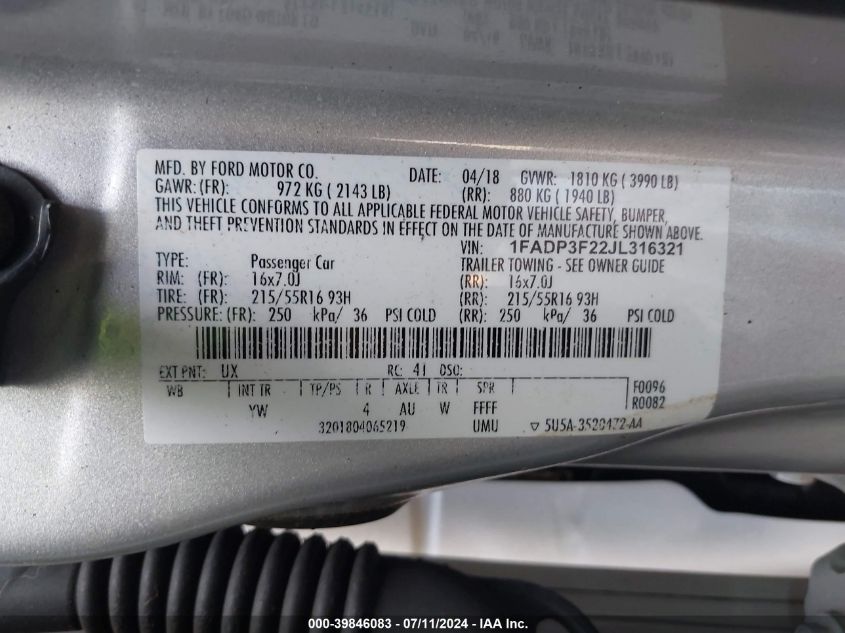 MFD. BY FORD MOTOR CO. DATE: 04/18 GVWR: 1810 KG ( 3990 LB)
GAWR:(FR): 972 KG ( 2143 LB) (RR): 880 KG ( 1940 LB)
THIS VEHICLE CONFORMS TO ALL APPLICABLE FEDERAL MOTOR VEHICLE SAFETY, BUMPER,
AND THEFT PREVENTION STANDARDS IN EFFECT ON THE DATE OF MANUFACTURE SHOWN ABOVE.
VIN: 1FADP3F22JL316321
TYPE: Passenger Car TRAILER TOWING - SEE OWNER GUIDE
RIM: (FR): 16x7.0J (RR): 16x7.0J
TIRE: (FR): 215/55R16 93H (RR): 215/55R16 93H
PRESSURE: (FR): 250 kPa/ 36 PSI COLD (RR): 250 kPa/ 36 PSI COLD
EXT PNT: UX RC: 41 DSO:
WB INT TR TP/PS R AXLE TR SPR F0096
YW 4 AU W FFFF R0082
3201804065219 UMU ▽ 5U5A-3520472-AA
000-39846083 - 07/11/2024 - IAA Inc.